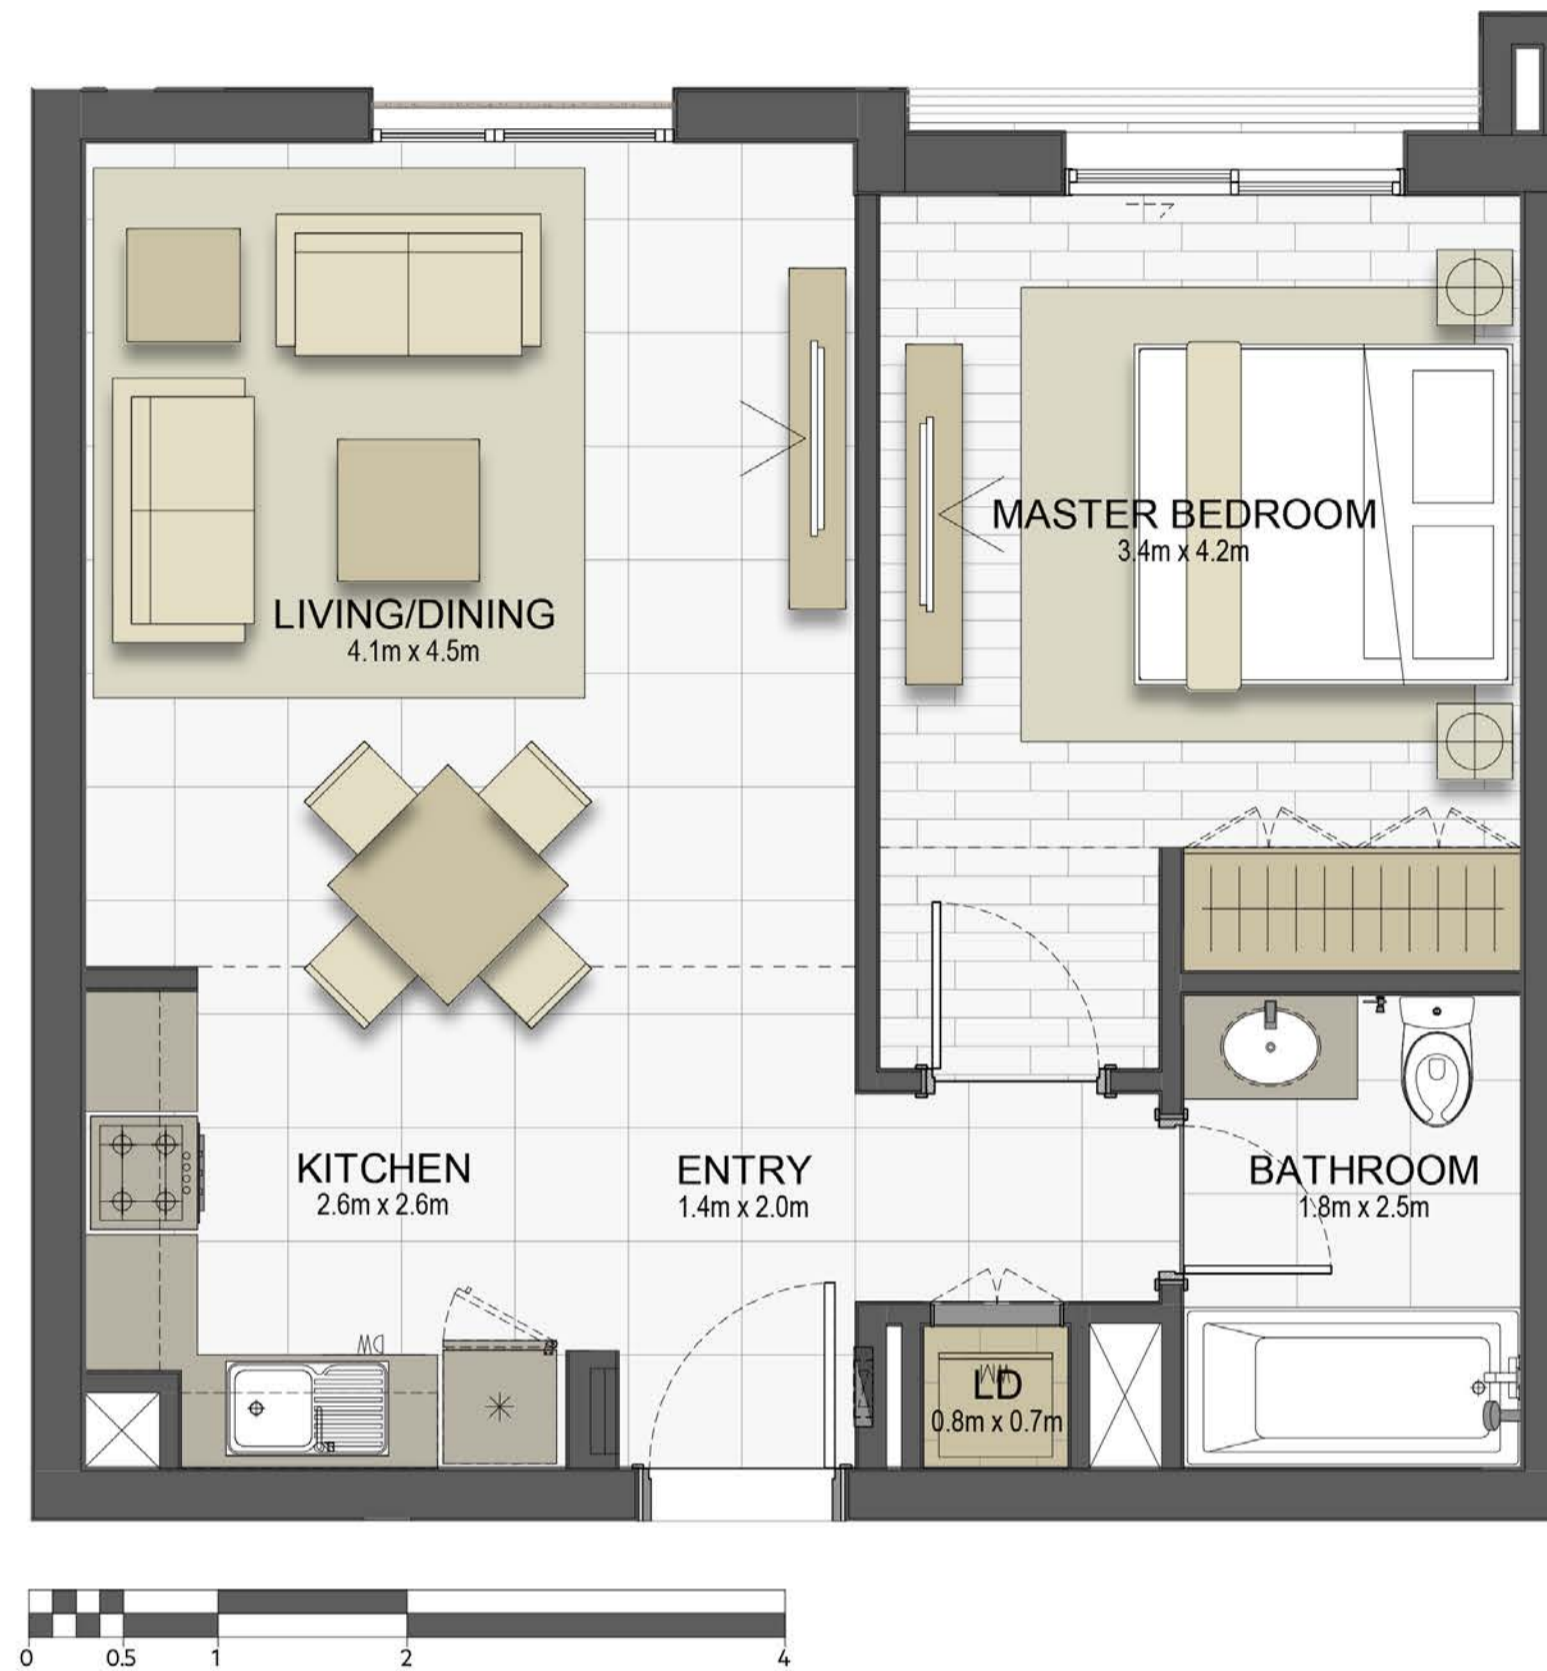 MASTER BEDROOM
3.4m x 4.2m
LIVING/DINING
4.1m x 4.5m
KITCHEN
2.6m x 2.6m
ENTRY
1.4m x 2.0m
BATHROOM
1.8m x 2.5m
DW
WM
LD
0.8m x 0.7m
0 0.5 1 2 4